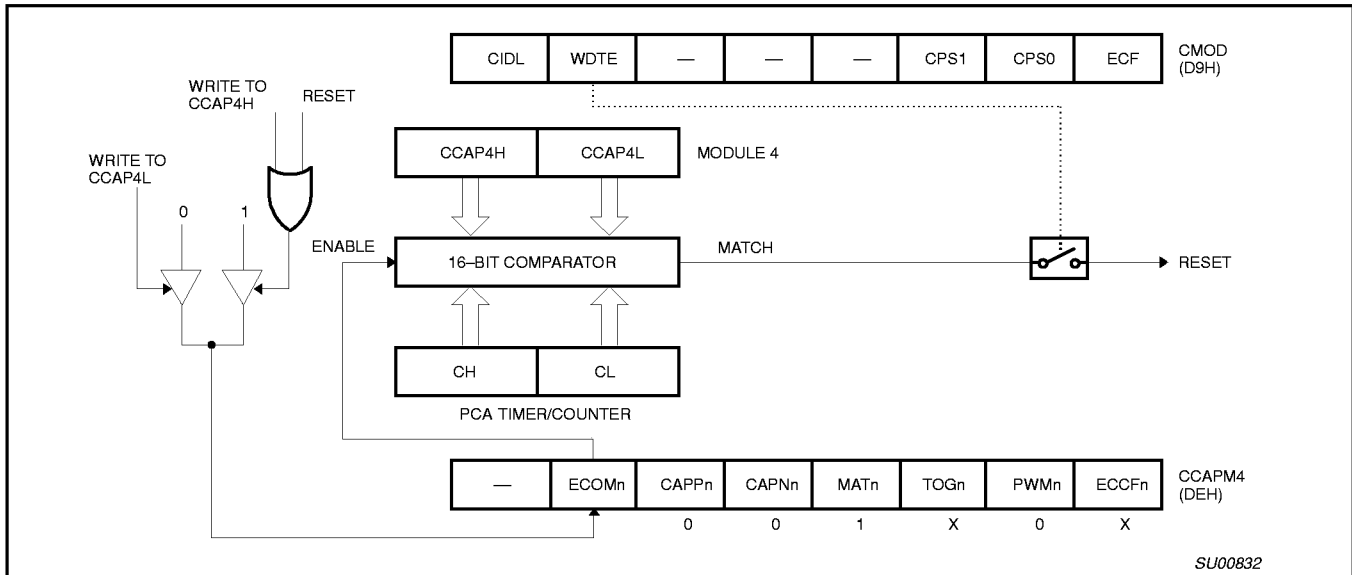 CIDL WDTE — — — CPS1 CPS0 ECF
CMOD
(D9H)
WRITE TO
CCAP4H
RESET
WRITE TO
CCAP4L
0
1
CCAP4H CCAP4L
MODULE 4
ENABLE
16–BIT COMPARATOR
MATCH
RESET
CH CL
PCA TIMER/COUNTER
— ECOMn CAPPn CAPNn MATn TOGn PWMn ECCFn
CCAPM4
(DEH)
0 0 1 X 0 X
SU00832